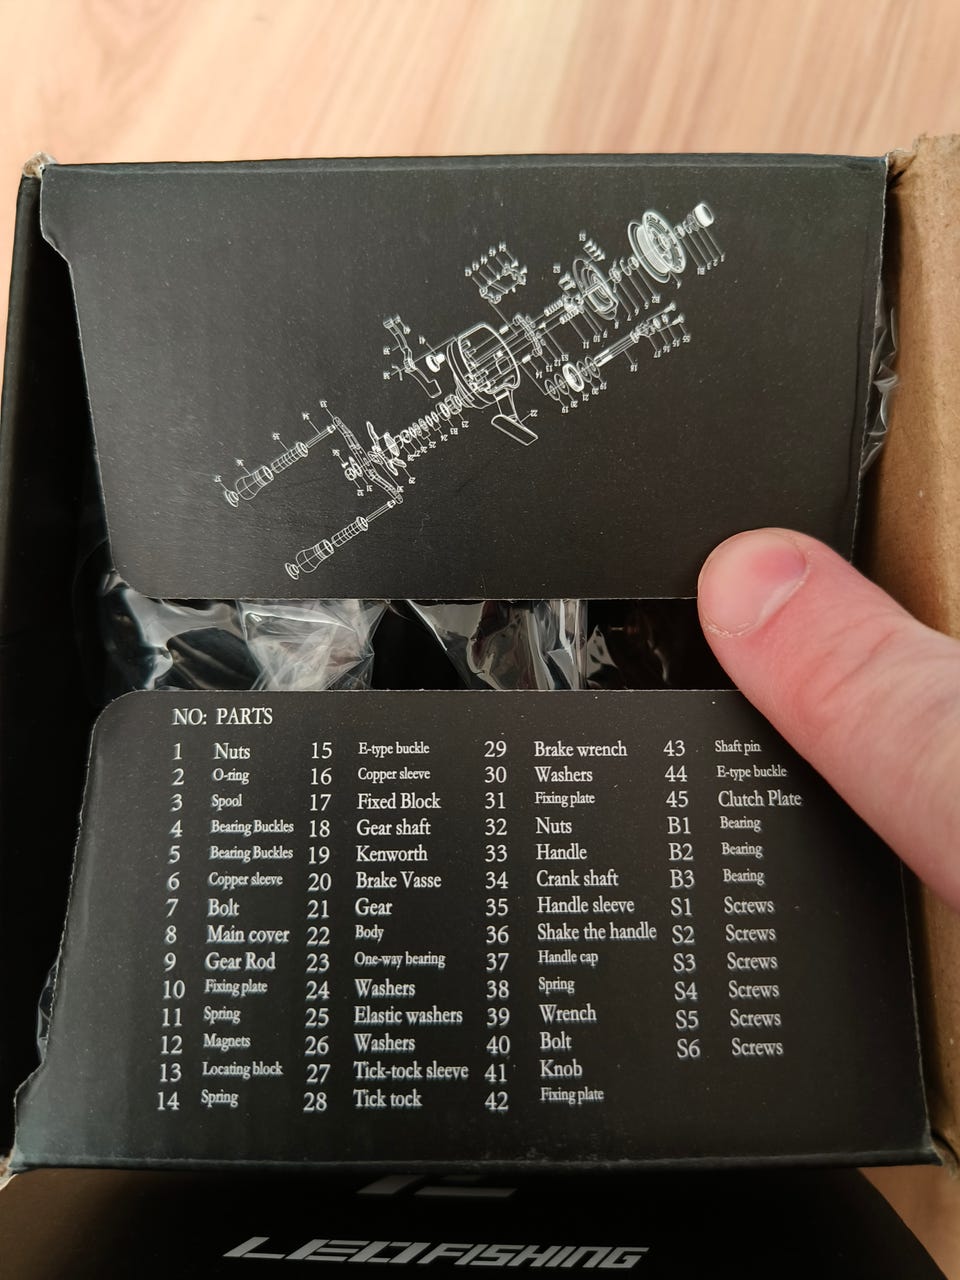 NO: PARTS
1 Nuts 15 E-type buckle 29 Brake wrench 43 Shaft pin
2 O-ring 16 Copper sleeve 30 Washers 44 E-type buckle
3 Spool 17 Fixed Block 31 Fixing plate 45 Clutch Plate
4 Bearing Buckles 18 Gear shaft 32 Nuts B1 Bearing
5 Bearing Buckles 19 Kenworth 33 Handle B2 Bearing
6 Copper sleeve 20 Brake Vasse 34 Crank shaft B3 Bearing
7 Bolt 21 Gear 35 Handle sleeve S1 Screws
8 Main cover 22 Body 36 Shake the handle S2 Screws
9 Gear Rod 23 One-way bearing 37 Handle cap S3 Screws
10 Fixing plate 24 Washers 38 Spring S4 Screws
11 Spring 25 Elastic washers 39 Wrench S5 Screws
12 Magnets 26 Washers 40 Bolt S6 Screws
13 Locating block 27 Tick-tock sleeve 41 Knob
14 Spring 28 Tick tock 42 Fixing plate
LEOFISHING